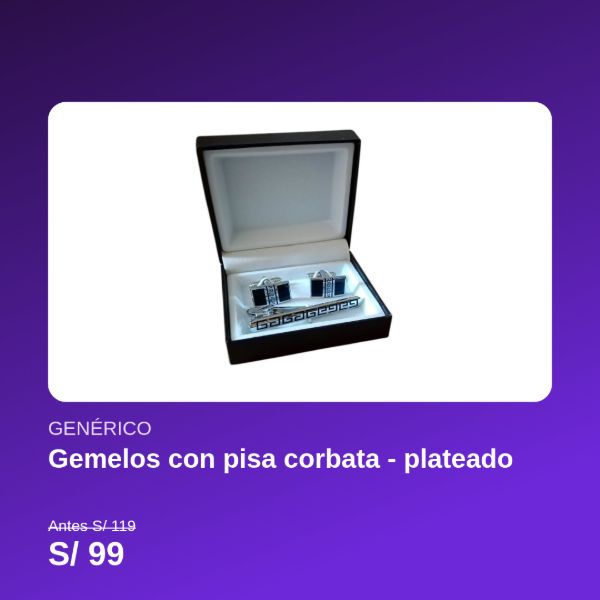 GENÉRICO
Gemelos con pisa corbata - plateado
Antes S/ 119
S/ 99